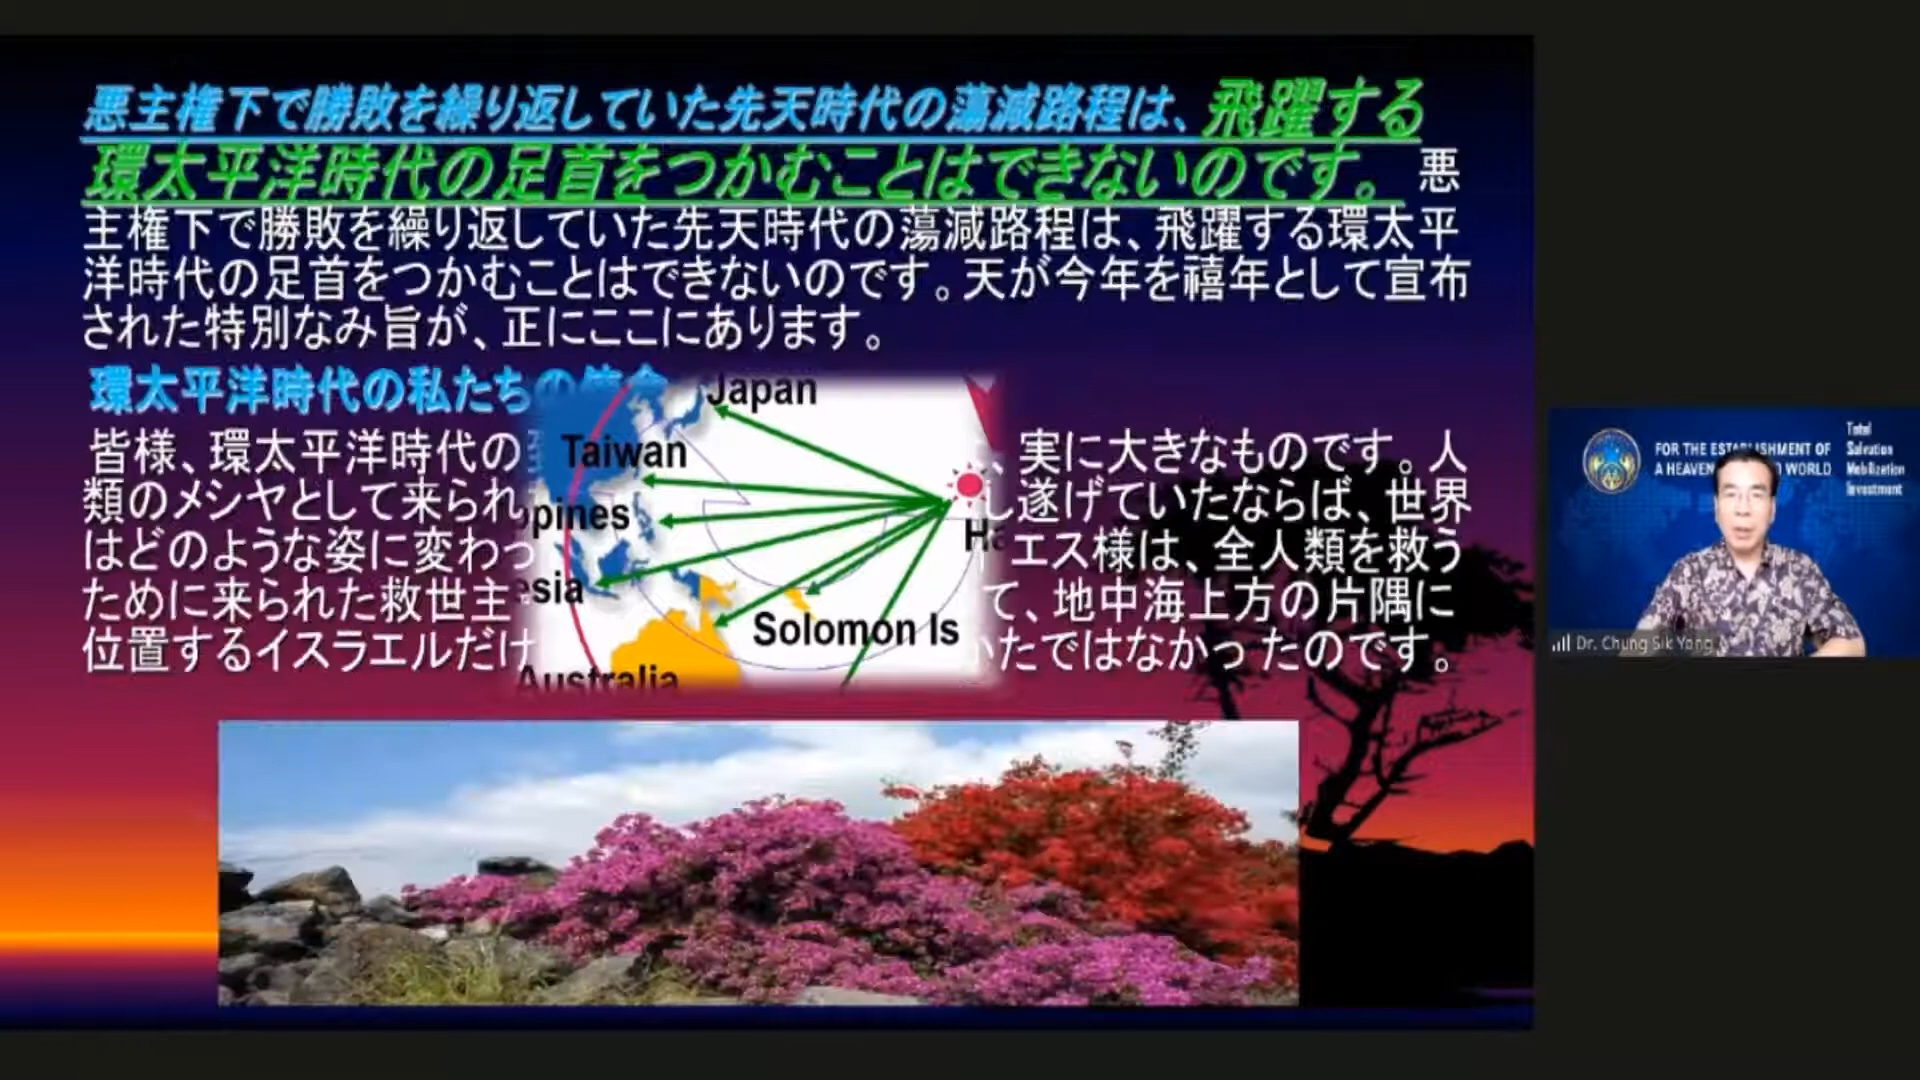 悪主権下で勝敗を繰り返していた先天時代の蕩減路程は、飛躍する
環太平洋時代の足首をつかむことはできないのです。悪
主権下で勝敗を繰り返していた先天時代の蕩減路程は、飛躍する環太平
洋時代の足首をつかむことはできないのです。天が今年を禧年として宣布
された特別なみ旨が、正にここにあります。
環太平洋時代の私たちの使命
皆様、環太平洋時代の
、実に大きなものです。人
類のメシヤとして来られ
し遂げていたならば、世界
はどのような姿に変わっ
エス様は、全人類を救う
ために来られた救世主
て、地中海上方の片隅に
位置するイスラエルだけ
いたではなかったのです。
Japan
Taiwan
ppines
Ha
esia
Solomon Is
Australia
FOR THE ESTABLISHMENT OF
A HEAVEN WORLD
Total
Salvation
Mobilization
Investment
Dr. Chung Sik Yong